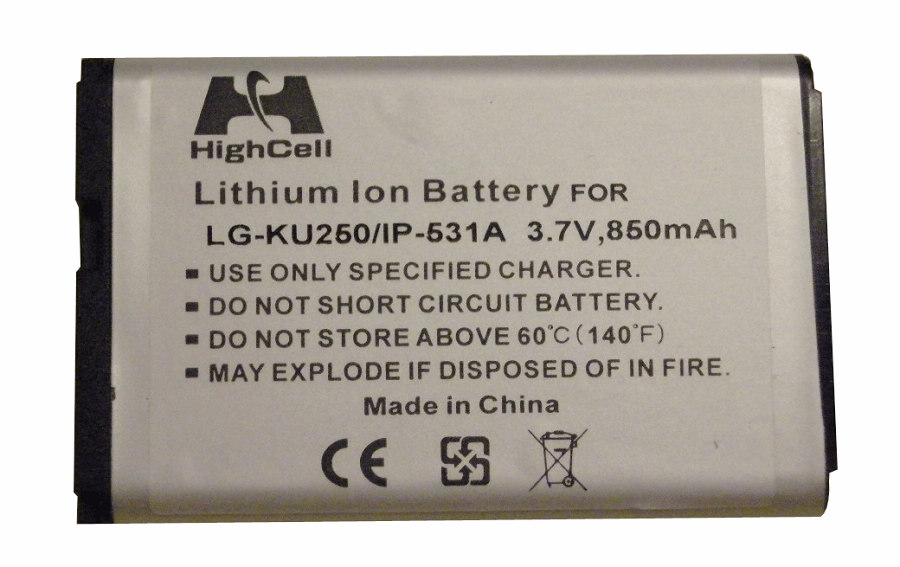 HighCell
Lithium Ion Battery FOR
LG-KU250/IP-531A 3.7V,850mAh
▪ USE ONLY SPECIFIED CHARGER.
▪ DO NOT SHORT CIRCUIT BATTERY.
▪ DO NOT STORE ABOVE 60℃(140℉)
▪ MAY EXPLODE IF DISPOSED OF IN FIRE.
Made in China
CE